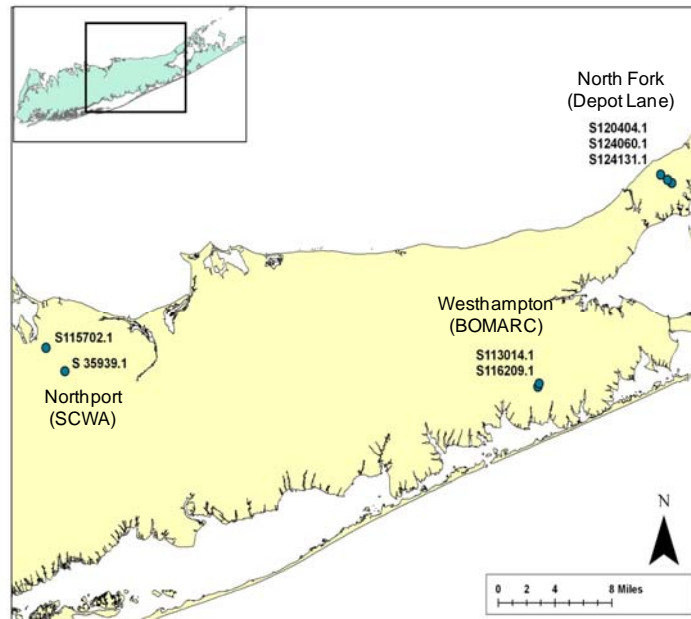 North Fork
(Depot Lane)
S120404.1
S124060.1
S124131.1
Westhampton
(BOMARC)
S113014.1
S116209.1
S115702.1
S 35939.1
Northport
(SCWA)
N
0 2 4 8 Miles